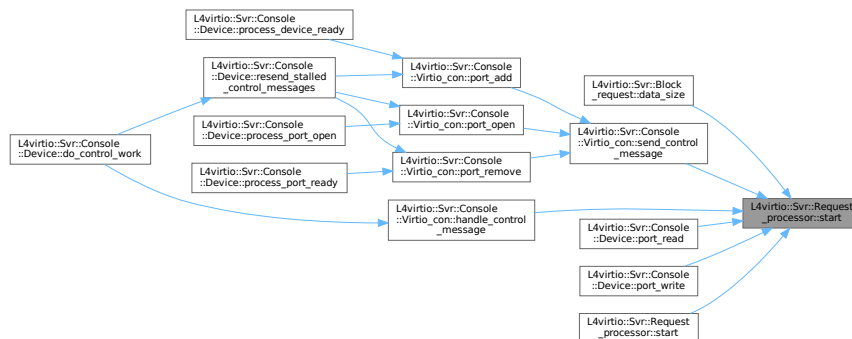 L4virtio::Svr::Console
::Device::process_device_ready
L4virtio::Svr::Console
::Device::resend_stalled
_control_messages
L4virtio::Svr::Console
::Virtio_con::port_add
L4virtio::Svr::Block
_request::data_size
L4virtio::Svr::Console
::Device::process_port_open
L4virtio::Svr::Console
::Virtio_con::port_open
L4virtio::Svr::Console
::Virtio_con::send_control
_message
L4virtio::Svr::Console
::Device::do_control_work
L4virtio::Svr::Console
::Device::process_port_ready
L4virtio::Svr::Console
::Virtio_con::port_remove
L4virtio::Svr::Console
::Virtio_con::handle_control
_message
L4virtio::Svr::Request
_processor::start
L4virtio::Svr::Console
::Device::port_read
L4virtio::Svr::Console
::Device::port_write
L4virtio::Svr::Request
_processor::start